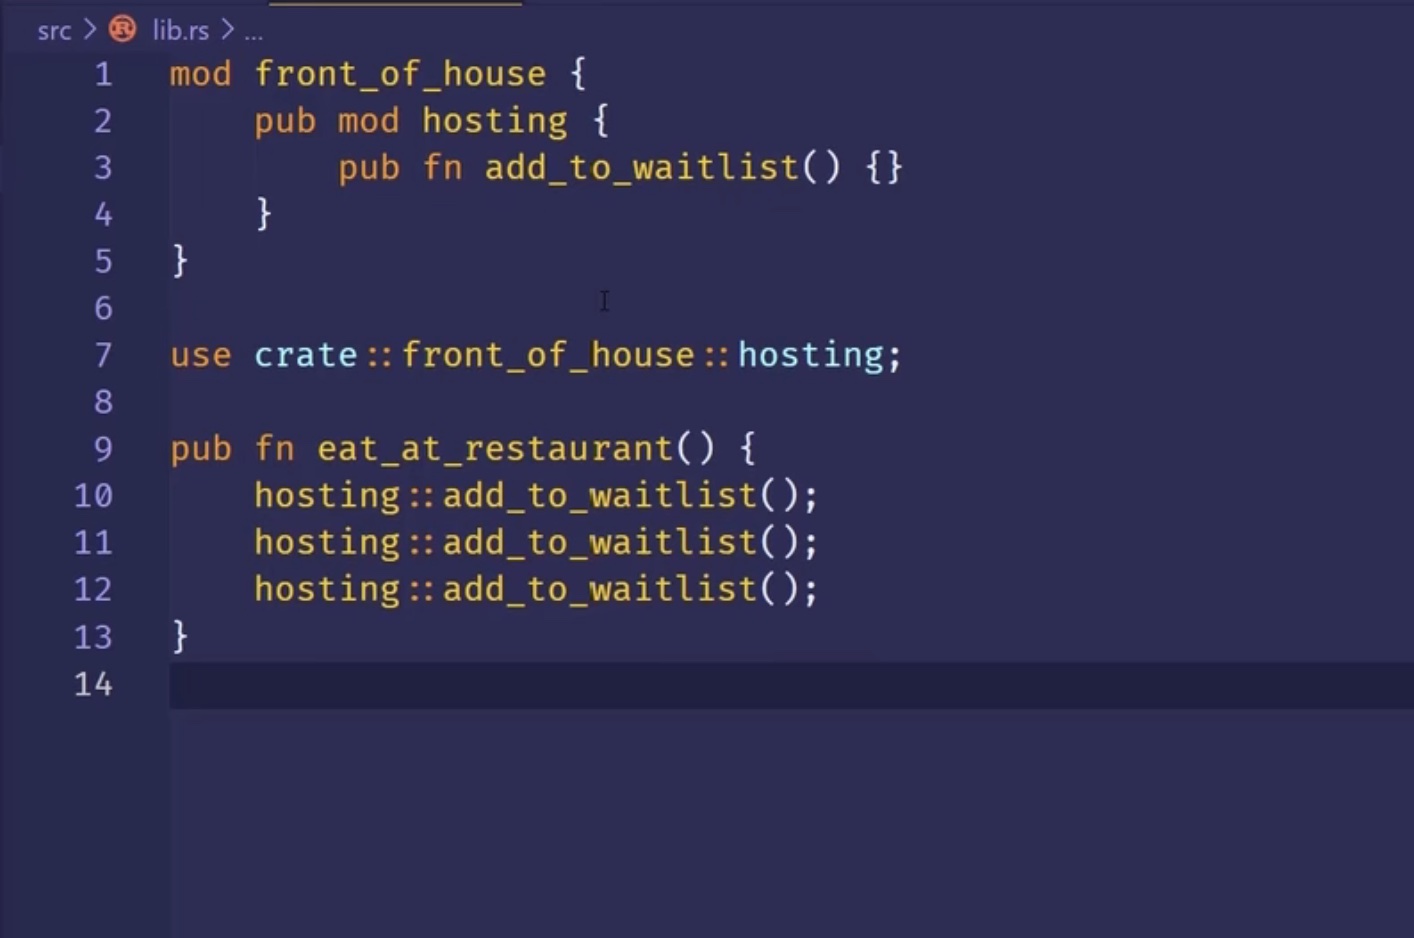 src > lib.rs > ...
1 mod front_of_house {
2     pub mod hosting {
3         pub fn add_to_waitlist() {}
4     }
5 }
6
7 use crate::front_of_house::hosting;
8
9 pub fn eat_at_restaurant() {
10     hosting::add_to_waitlist();
11     hosting::add_to_waitlist();
12     hosting::add_to_waitlist();
13 }
14